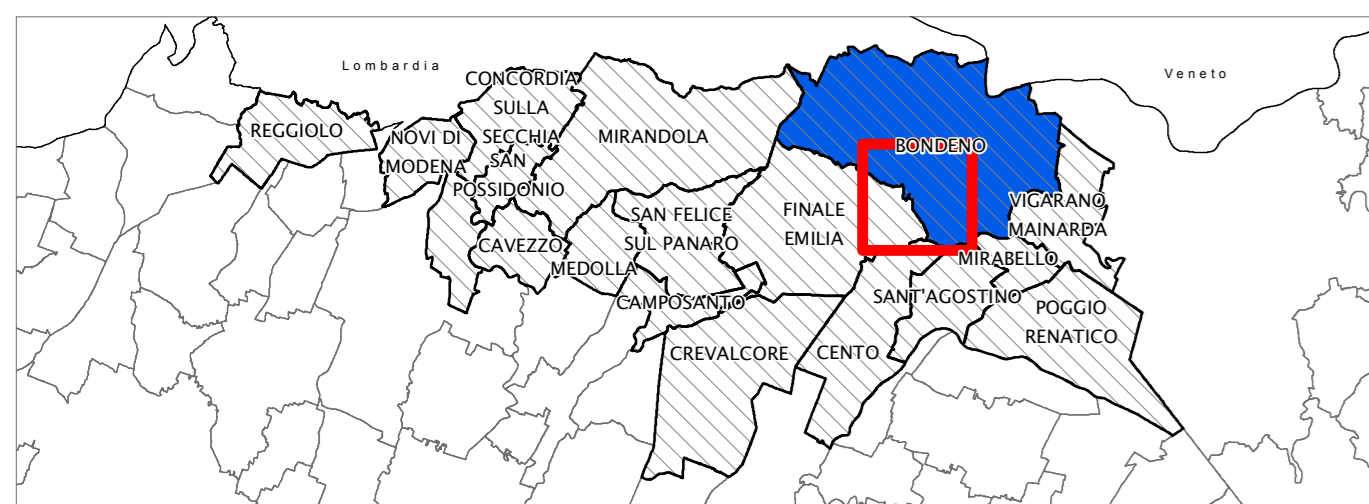 Lombardia
Veneto
CONCORDIA
SULLA
SECCHIA
REGGIOLO
NOVI DI
MODENA
SAN
POSSIDONIO
MIRANDOLA
BONDENO
CAVEZZO
MEDOLLA
SAN FELICE
SUL PANARO
FINALE
EMILIA
VIGARANO
MAINARDA
MIRABELLO
CAMPOSANTO
SANT'AGOSTINO
POGGIO
RENATICO
CREVALCORE
CENTO